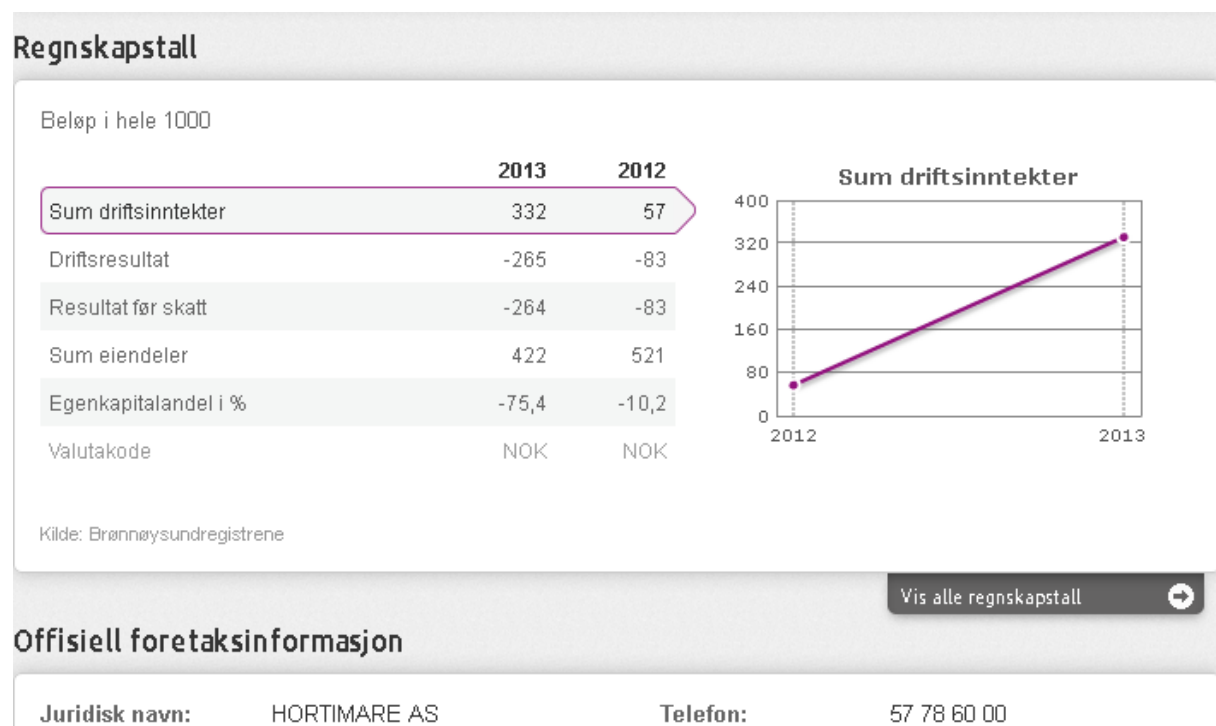 Regnskapstall
Beløp i hele 1000
2013 2012
Sum driftsinntekter 332 57
Driftsresultat -265 -83
Resultat før skatt -264 -83
Sum eiendeler 422 521
Egenkapitalandel i % -75,4 -10,2
Valutakode NOK NOK
Sum driftsinntekter
400
320
240
160
80
0
2012 2013
Kilde: Brønnøysundregistrene
Vis alle regnskapstall
Offisiell foretaksinformasjon
Juridisk navn: HORTIMARE AS Telefon: 57 78 60 00